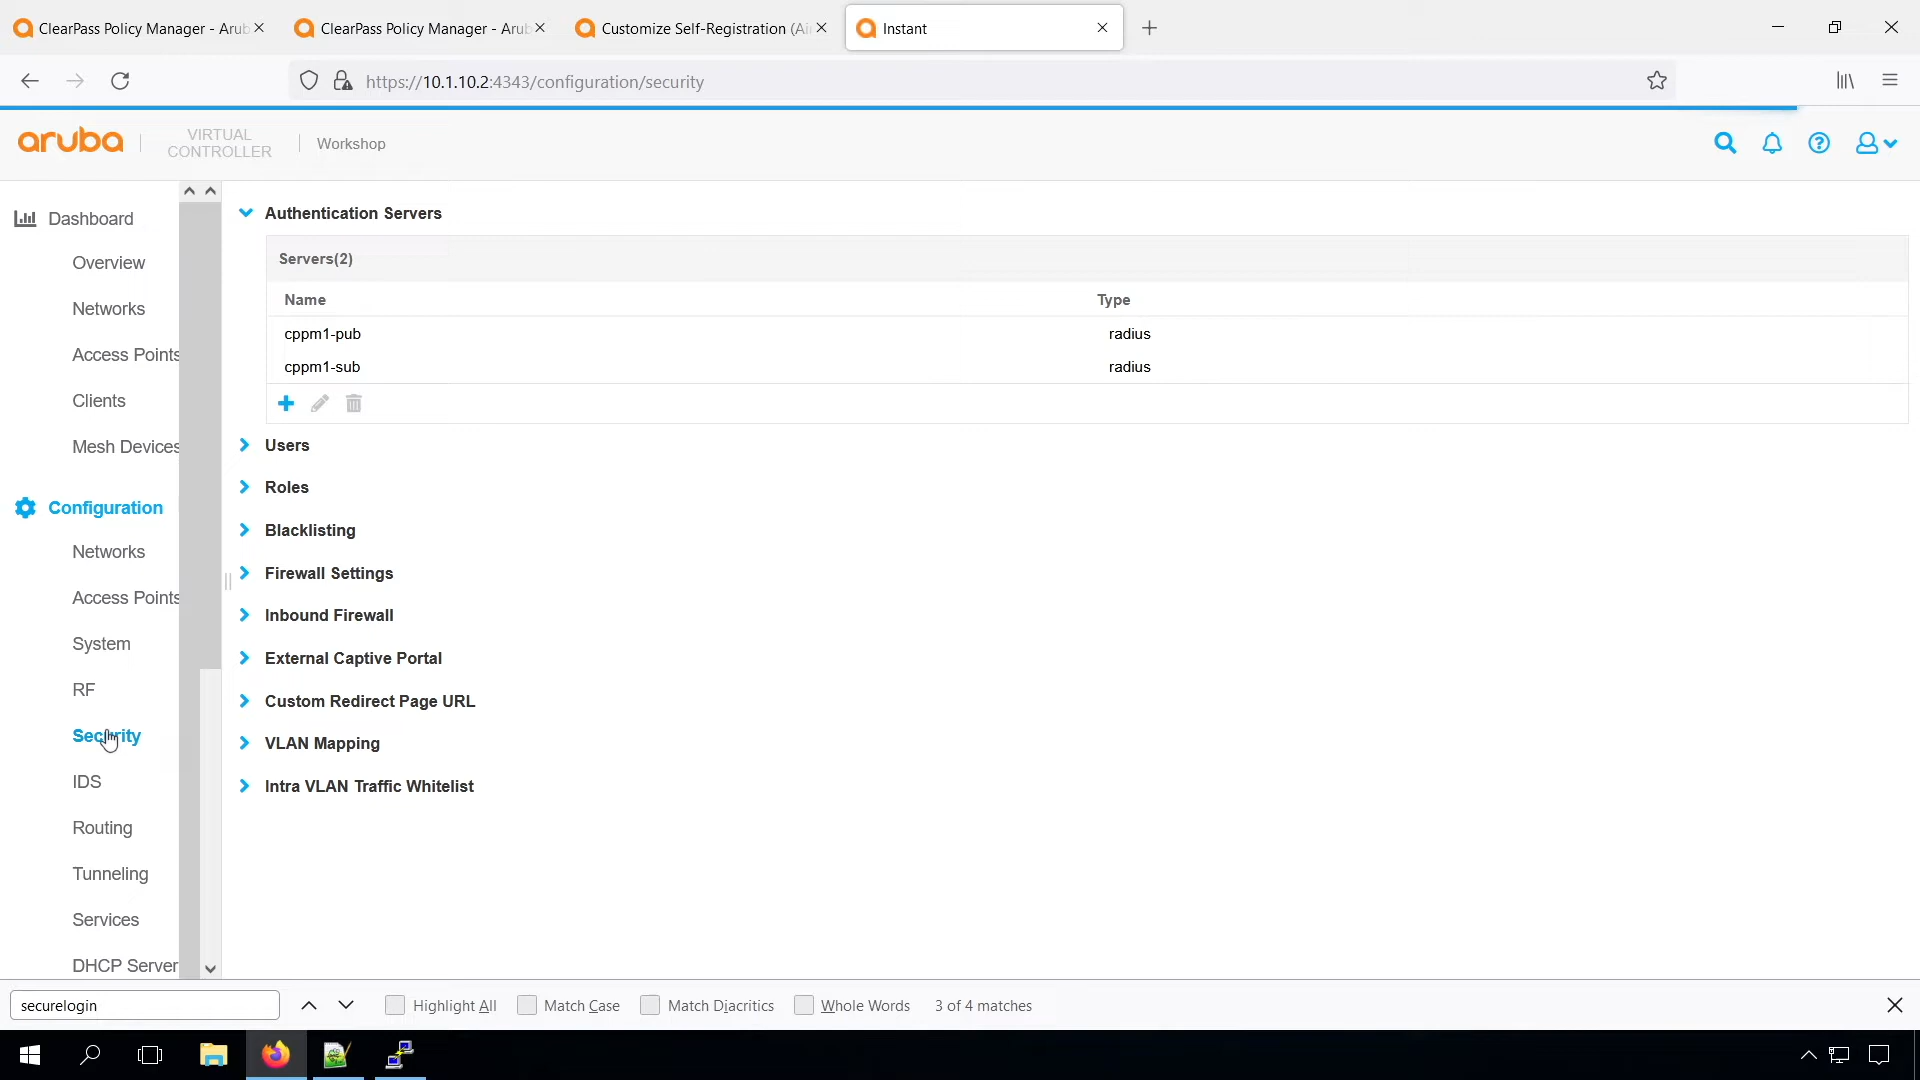 ClearPass Policy Manager - Arub
ClearPass Policy Manager - Arub
Customize Self-Registration (Ai
Instant
https://10.1.10.2:4343/configuration/security
aruba
VIRTUAL
CONTROLLER
Workshop
Dashboard
Overview
Networks
Access Points
Clients
Mesh Devices
Configuration
Networks
Access Points
System
RF
Security
IDS
Routing
Tunneling
Services
DHCP Server
Authentication Servers
Servers(2)
Name Type
cppm1-pub radius
cppm1-sub radius
Users
Roles
Blacklisting
Firewall Settings
Inbound Firewall
External Captive Portal
Custom Redirect Page URL
VLAN Mapping
Intra VLAN Traffic Whitelist
securelogin Highlight All Match Case Match Diacritics Whole Words 3 of 4 matches